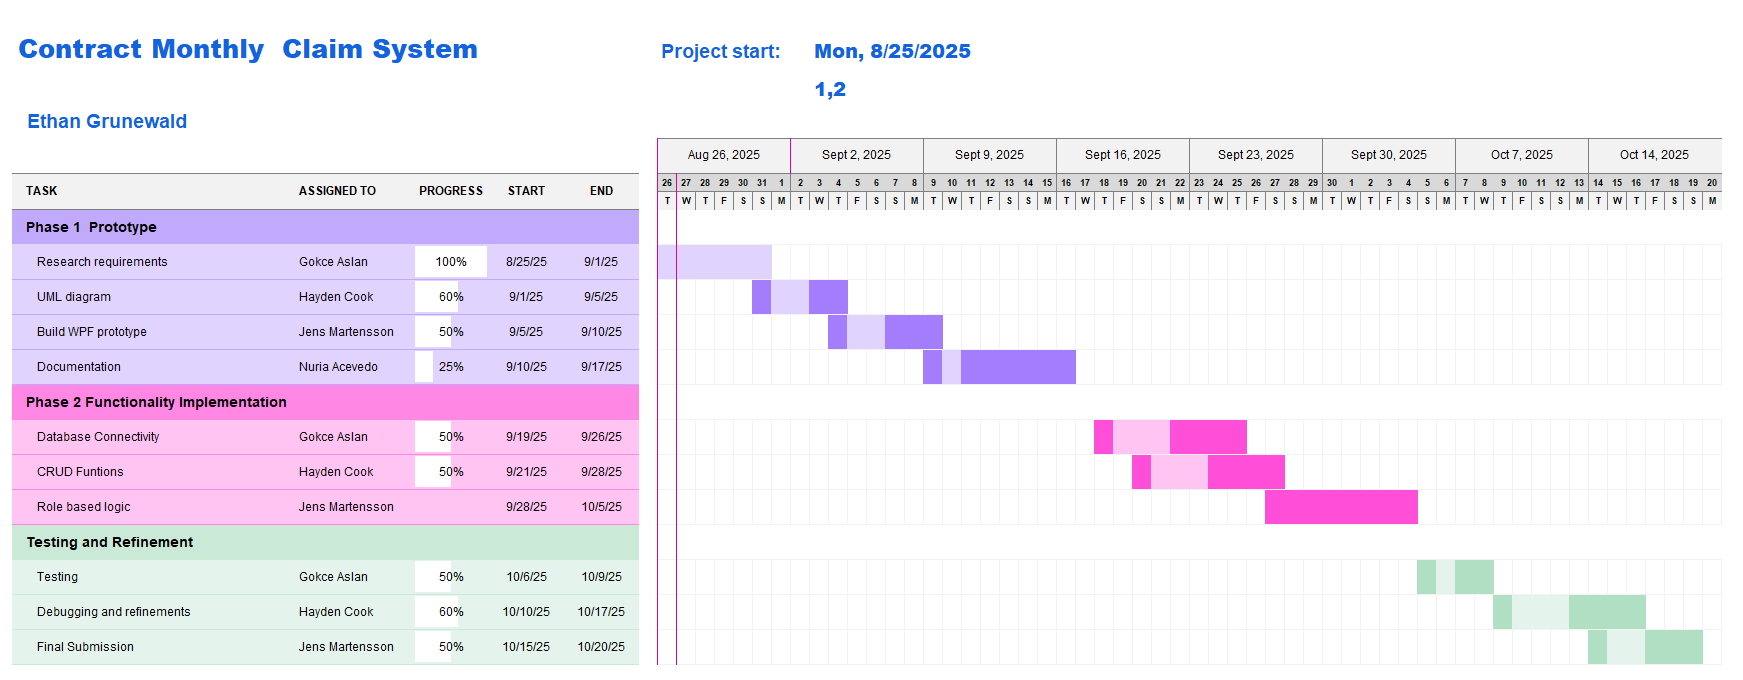 Contract Monthly  Claim System
Project start: Mon, 8/25/2025
1,2
Ethan Grunewald
Aug 26, 2025 Sept 2, 2025 Sept 9, 2025 Sept 16, 2025 Sept 23, 2025 Sept 30, 2025 Oct 7, 2025 Oct 14, 2025
26 27 28 29 30 31 1 2 3 4 5 6 7 8 9 10 11 12 13 14 15 16 17 18 19 20 21 22 23 24 25 26 27 28 29 30 1 2 3 4 5 6 7 8 9 10 11 12 13 14 15 16 17 18 19 20
TASK ASSIGNED TO PROGRESS START END
T W T F S S M T W T F S S M T W T F S S M T W T F S S M T W T F S S M T W T F S S M T W T F S S M T W T F S S M
Phase 1  Prototype
Research requirements Gokce Aslan 100% 8/25/25 9/1/25
UML diagram Hayden Cook 60% 9/1/25 9/5/25
Build WPF prototype Jens Martensson 50% 9/5/25 9/10/25
Documentation Nuria Acevedo 25% 9/10/25 9/17/25
Phase 2 Functionality Implementation
Database Connectivity Gokce Aslan 50% 9/19/25 9/26/25
CRUD Funtions Hayden Cook 50% 9/21/25 9/28/25
Role based logic Jens Martensson 9/28/25 10/5/25
Testing and Refinement
Testing Gokce Aslan 50% 10/6/25 10/9/25
Debugging and refinements Hayden Cook 60% 10/10/25 10/17/25
Final Submission Jens Martensson 50% 10/15/25 10/20/25